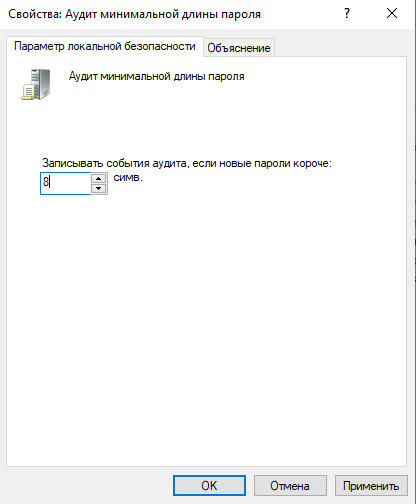 Свойства: Аудит минимальной длины пароля
?
Параметр локальной безопасности
Объяснение
Аудит минимальной длины пароля
Записывать события аудита, если новые пароли короче:
8
симв.
OK
Отмена
Применить